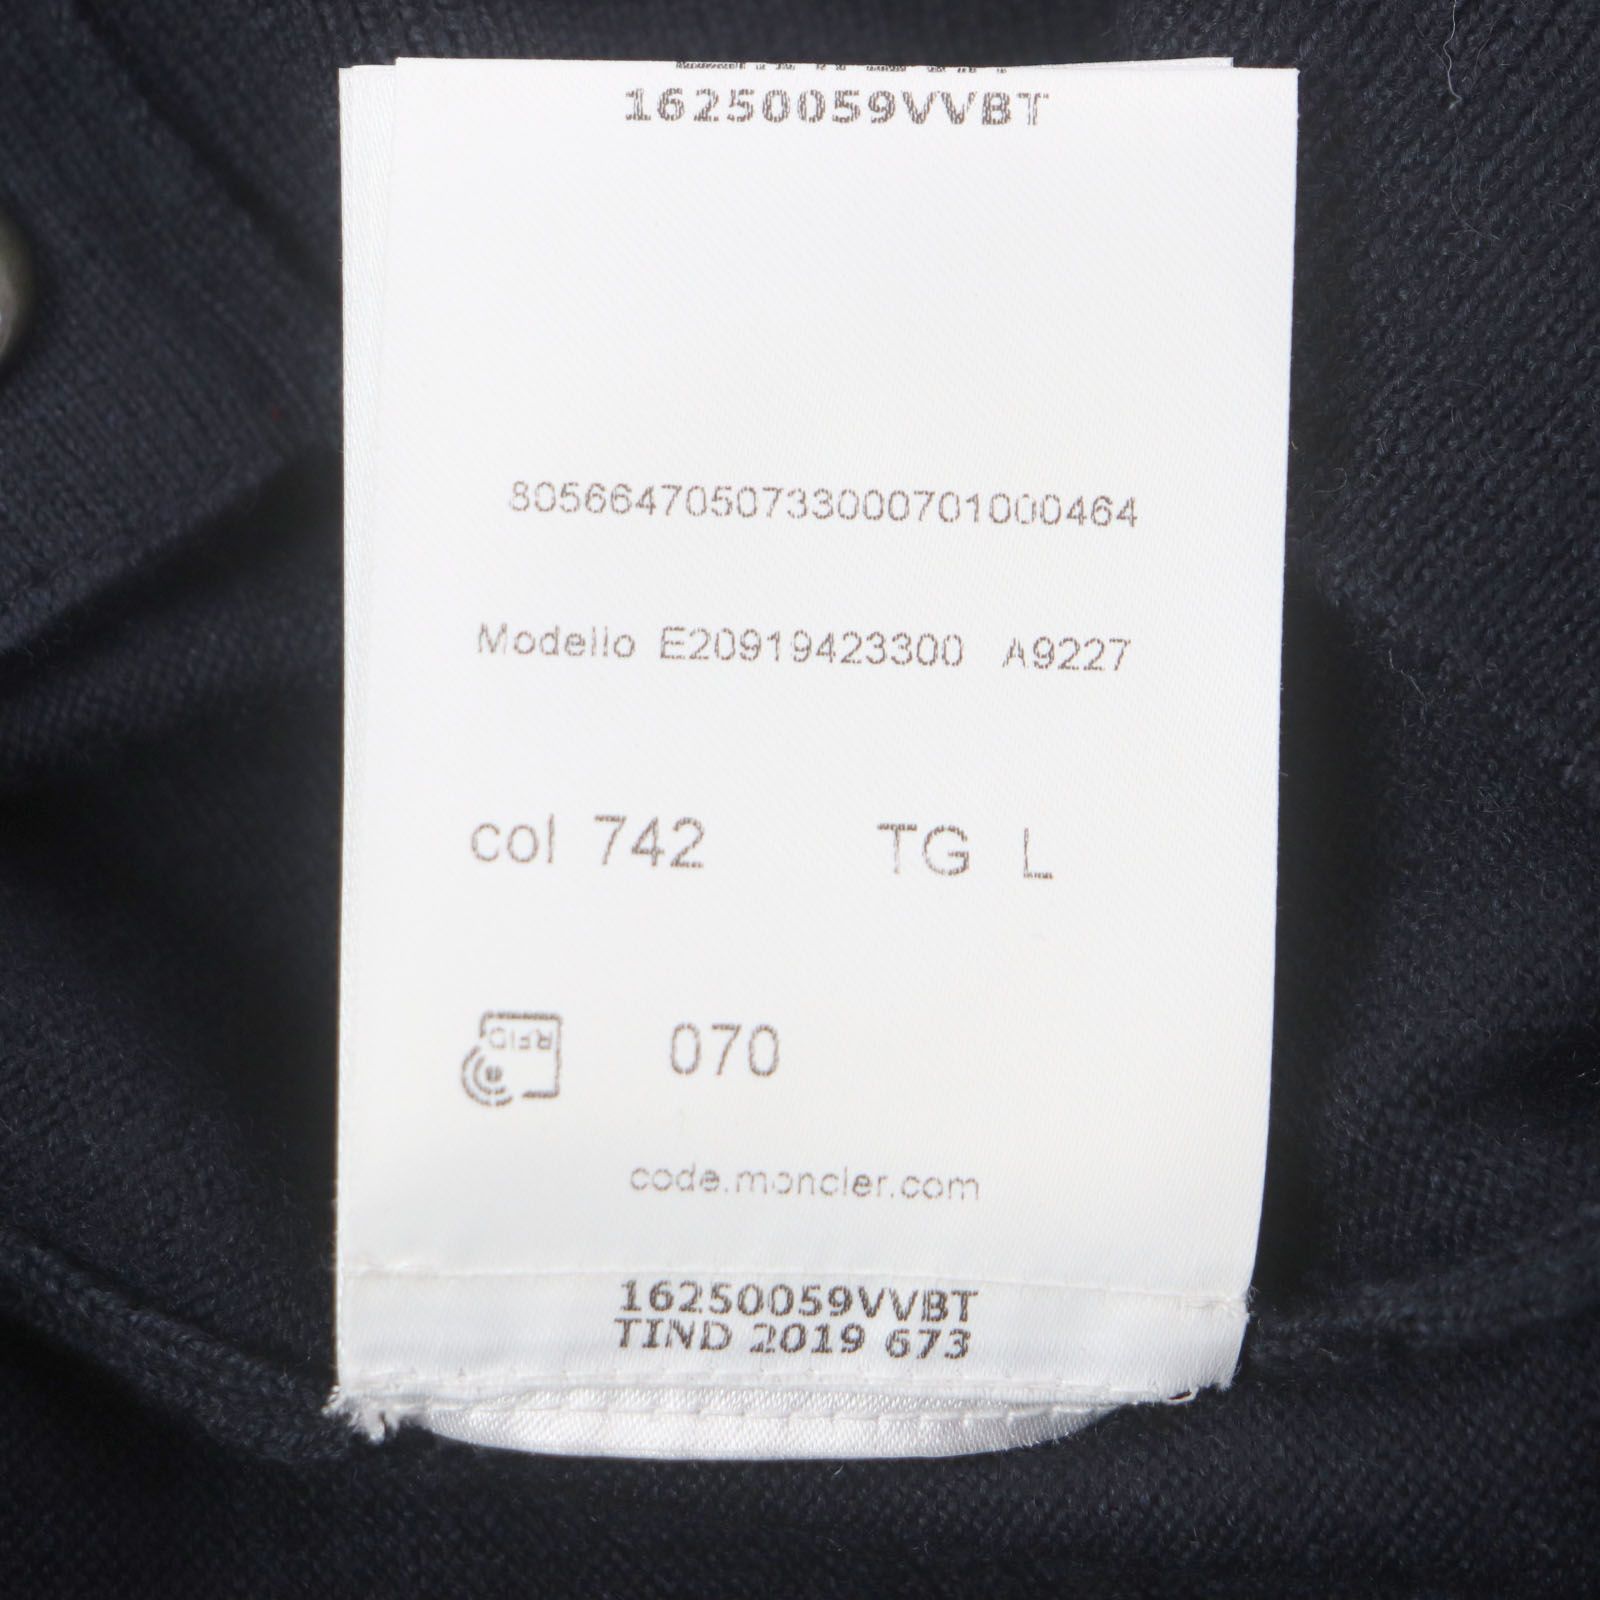 16250059VVBT
8056647050733000701000464
Modello E20919423300 A9227
col 742 TG L
RFID 070
code.moncler.com
16250059VVBT
TIND 2019 673